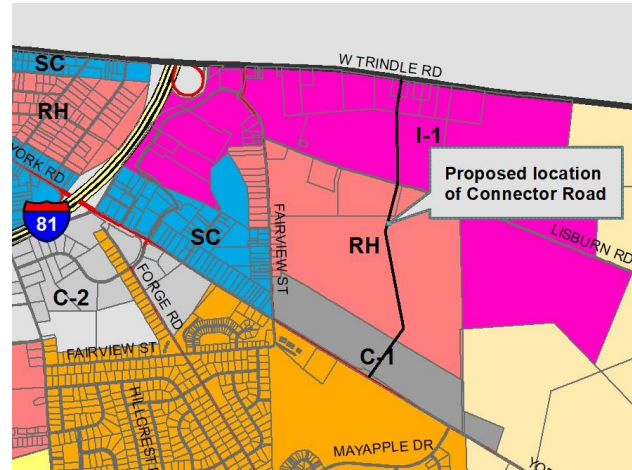 SC
W TRINDLE RD
RH
I-1
Proposed location
of Connector Road
YORK RD
81
SC
FAIRVIEW ST
RH
LISBURN RD
C-2
FORGE RD
C-1
FAIRVIEW ST
HILLCREST
MAYAPPLE DR